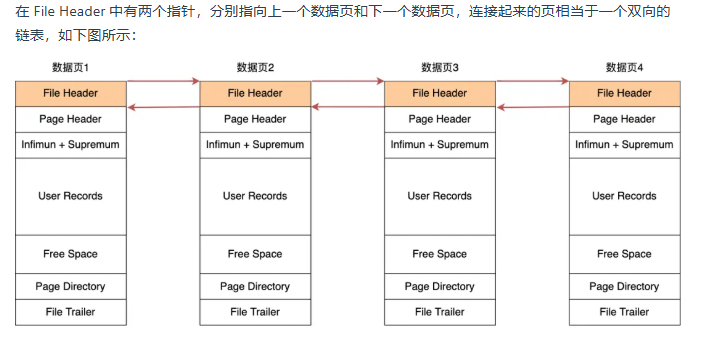 在 File Header 中有两个指针，分别指向上一个数据页和下一个数据页，连接起来的页相当于一个双向的
链表，如下图所示：
数据页1 数据页2 数据页3 数据页4
File Header File Header File Header File Header
Page Header Page Header Page Header Page Header
Infimun + Supremum Infimun + Supremum Infimun + Supremum Infimun + Supremum
User Records User Records User Records User Records
Free Space Free Space Free Space Free Space
Page Directory Page Directory Page Directory Page Directory
File Trailer File Trailer File Trailer File Trailer